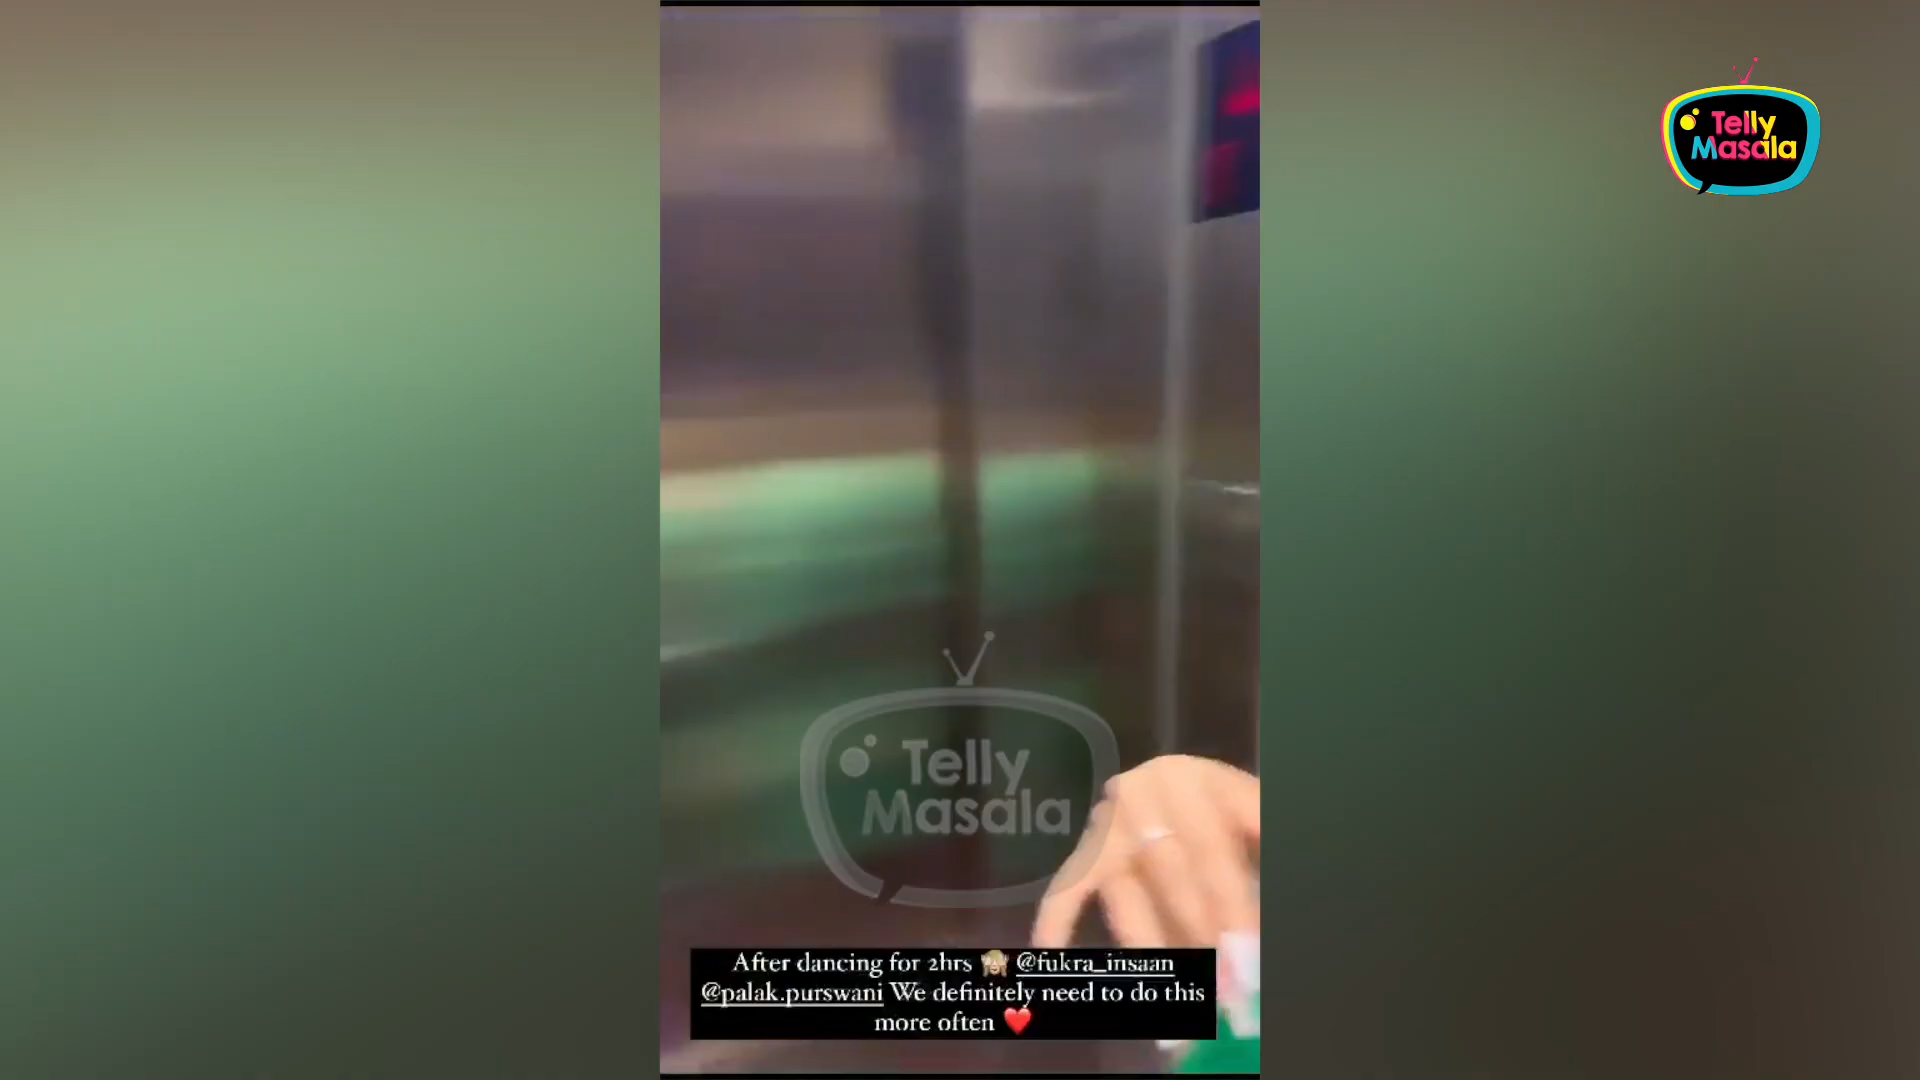 Telly
Masala
Telly
Masala
After dancing for 2hrs 🙈 @fukra_insaan
@palak.purswani We definitely need to do this
more often ❤️